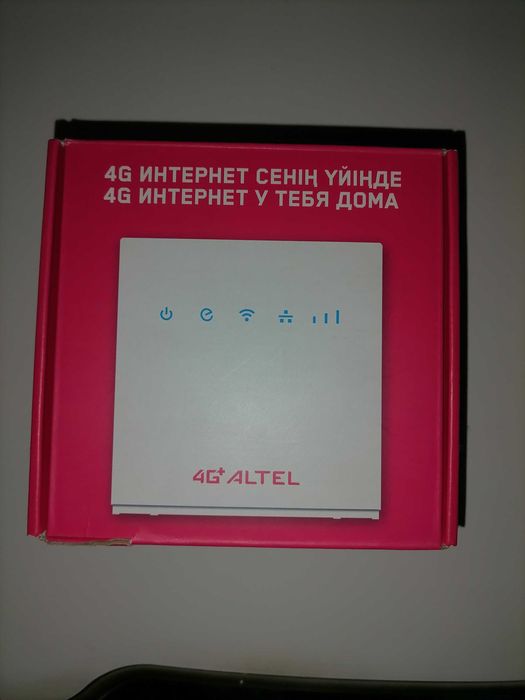 4G ИНТЕРНЕТ СЕНІҢ ҮЙІҢДЕ
4G ИНТЕРНЕТ У ТЕБЯ ДОМА
4G+ ALTEL